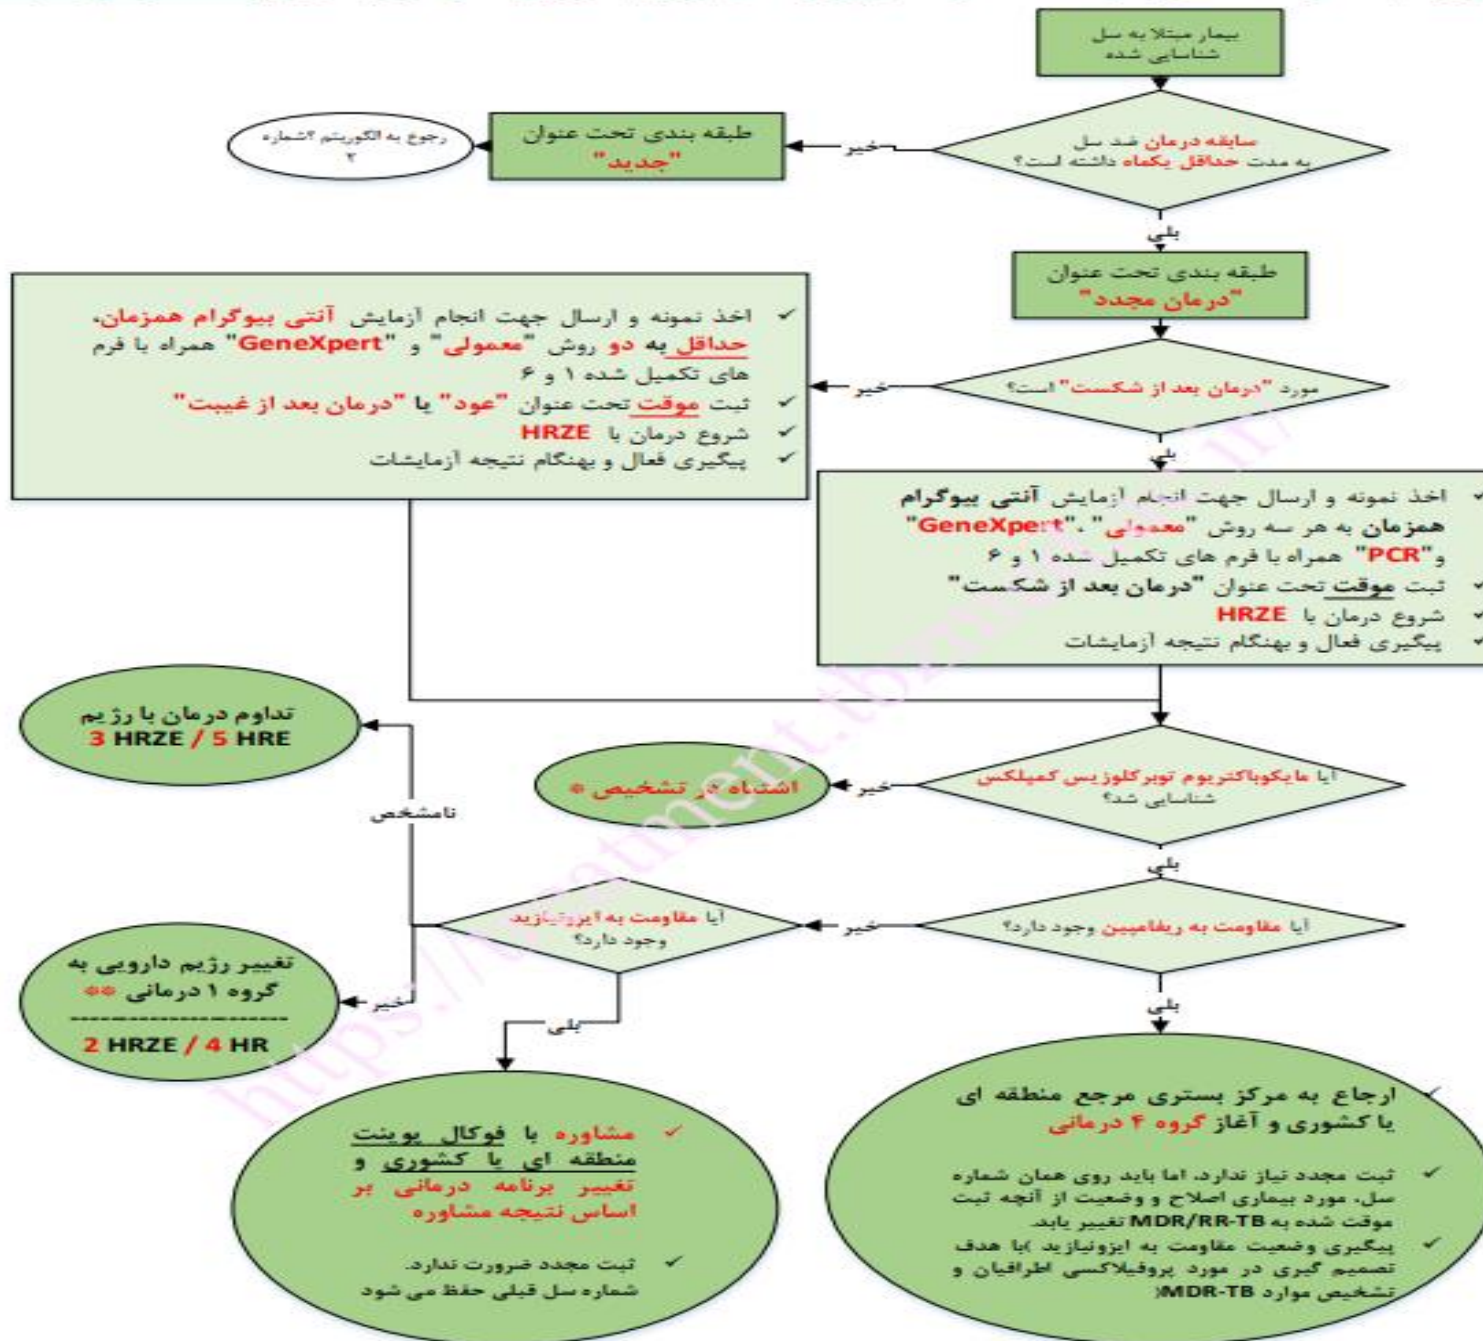 بیمار مبتلا به سل
شناسایی شده
سابقه درمان ضد سل
به مدت حداقل یکماه داشته است؟
خیر
طبقه بندی تحت عنوان
"جدید"
رجوع به الگوریتم ؟شماره
۲
بلی
طبقه بندی تحت عنوان
"درمان مجدد"
مورد "درمان بعد از شکست" است؟
خیر
✓ اخذ نمونه و ارسال جهت انجام آزمایش آنتی بیوگرام همزمان،
حداقل به دو روش "معمولی" و "GeneXpert" همراه با فرم
های تکمیل شده ۱ و ۶
✓ ثبت موقت تحت عنوان "عود" یا "درمان بعد از غیبت"
✓ شروع درمان با HRZE
✓ پیگیری فعال و بهنگام نتیجه آزمایشات
بلی
✓ اخذ نمونه و ارسال جهت انجام آزمایش آنتی بیوگرام
همزمان به هر سه روش "معمولی"، "GeneXpert"
و "PCR" همراه با فرم های تکمیل شده ۱ و ۶
✓ ثبت موقت تحت عنوان "درمان بعد از شکست"
✓ شروع درمان با HRZE
✓ پیگیری فعال و بهنگام نتیجه آزمایشات
آیا مایکوباکتریوم توبرکلوزیس کمپلکس
شناسایی شد؟
خیر
اشتباه در تشخیص *
بلی
آیا مقاومت به ریفامپین وجود دارد؟
خیر
آیا مقاومت به ایزونیازید
وجود دارد؟
نامشخص
تداوم درمان با رژیم
3 HRZE / 5 HRE
خیر
تغییر رژیم دارویی به
گروه ۱ درمانی **
---------------------
2 HRZE / 4 HR
بلی
✓ مشاوره با فوکال پوینت
منطقه ای یا کشوری و
تغییر برنامه درمانی بر
اساس نتیجه مشاوره
✓ ثبت مجدد ضرورت ندارد.
شماره سل قبلی حفظ می شود
بلی
✓ ارجاع به مرکز بستری مرجع منطقه ای
یا کشوری و آغاز گروه ۴ درمانی
✓ ثبت مجدد نیاز ندارد، اما باید روی همان شماره
سل، مورد بیماری اصلاح و وضعیت از آنچه ثبت
موقت شده به MDR/RR-TB تغییر یابد.
✓ پیگیری وضعیت مقاومت به ایزونیازید )با هدف
تصمیم گیری در مورد پروفیلاکسی اطرافیان و
تشخیص موارد MDR-TB(